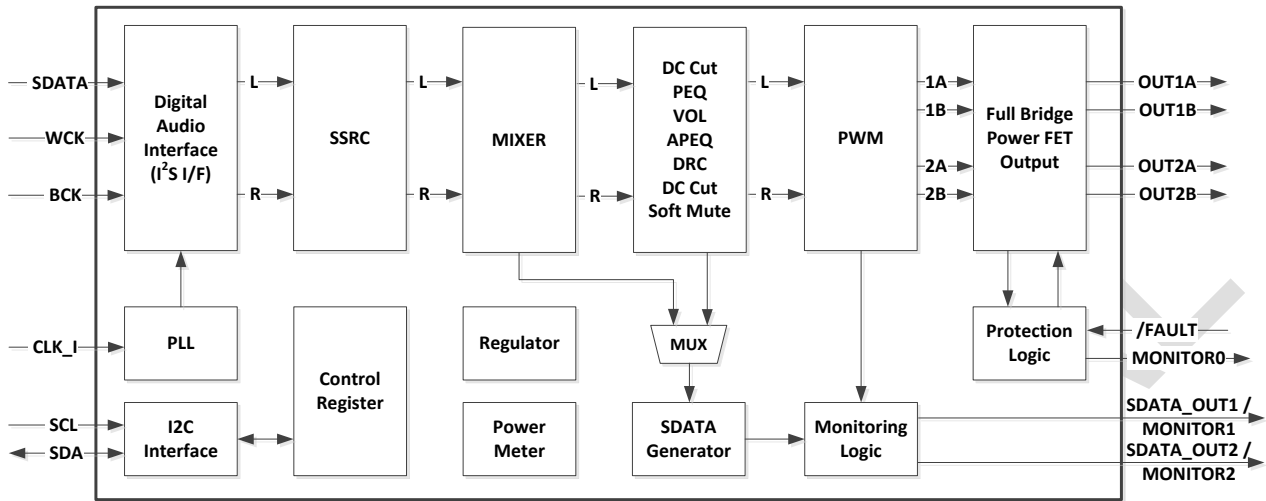 SDATA
WCK
BCK
Digital
Audio
Interface
(I²S I/F)
L
R
SSRC
L
R
MIXER
L
R
DC Cut
PEQ
VOL
APEQ
DRC
DC Cut
Soft Mute
L
R
PWM
1A
1B
2A
2B
Full Bridge
Power FET
Output
OUT1A
OUT1B
OUT2A
OUT2B
CLK_I
PLL
Control
Register
Regulator
MUX
Protection
Logic
/FAULT
MONITOR0
SCL
SDA
I2C
Interface
Power
Meter
SDATA
Generator
Monitoring
Logic
SDATA_OUT1 /
MONITOR1
SDATA_OUT2 /
MONITOR2